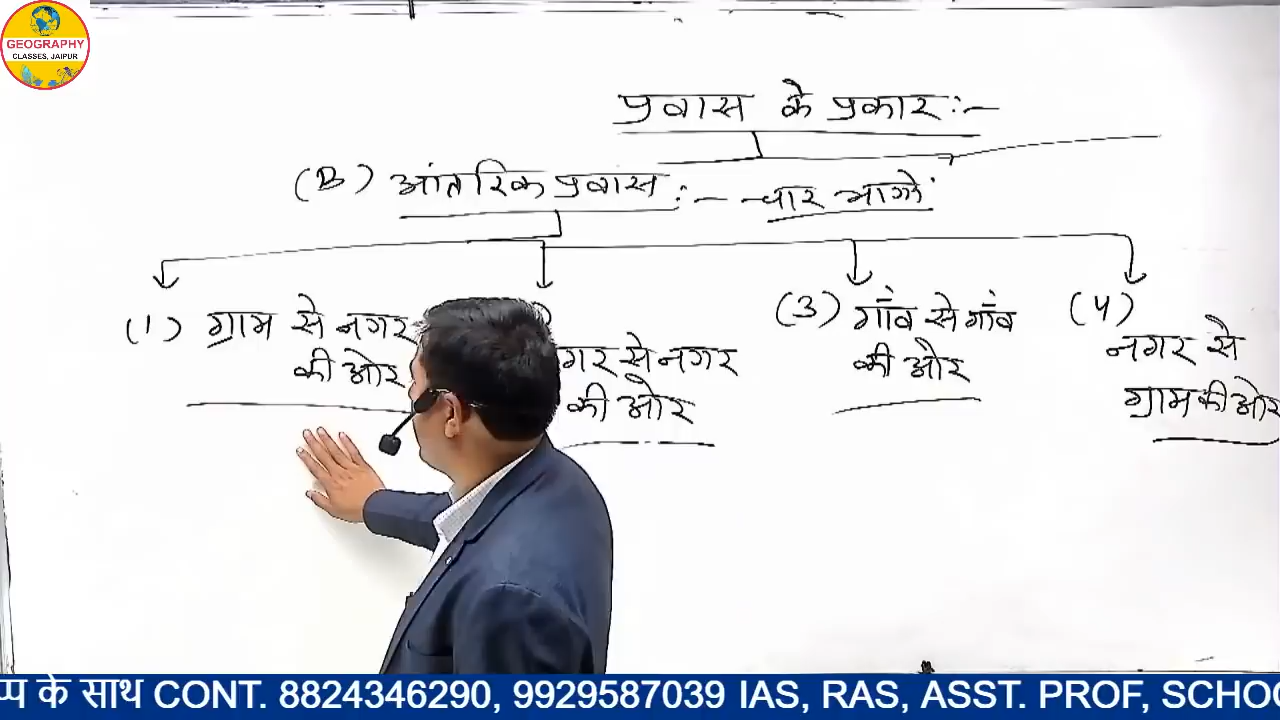 GEOGRAPHY
CLASSES, JAIPUR
प्रवास के प्रकार :-
(B) आंतरिक प्रवास :- चार भागों
(1) ग्राम से नगर
की ओर
गर से नगर
की ओर
(3) गांव से गांव
की ओर
(4)
नगर से
ग्राम की ओर
के साथ CONT. 8824346290, 9929587039 IAS, RAS, ASST. PROF, SCHOO